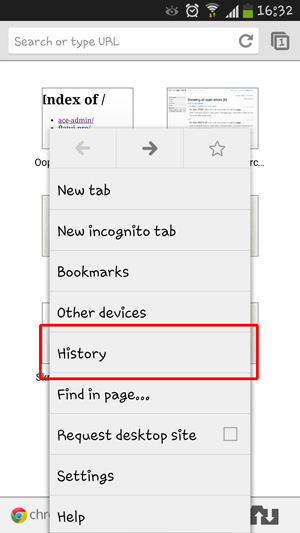 16:32
Search or type URL
1
Index of /
ace-admin/
Oop
rc...
New tab
New incognito tab
Bookmarks
Other devices
History
Find in page...
Request desktop site
Settings
Help
chr